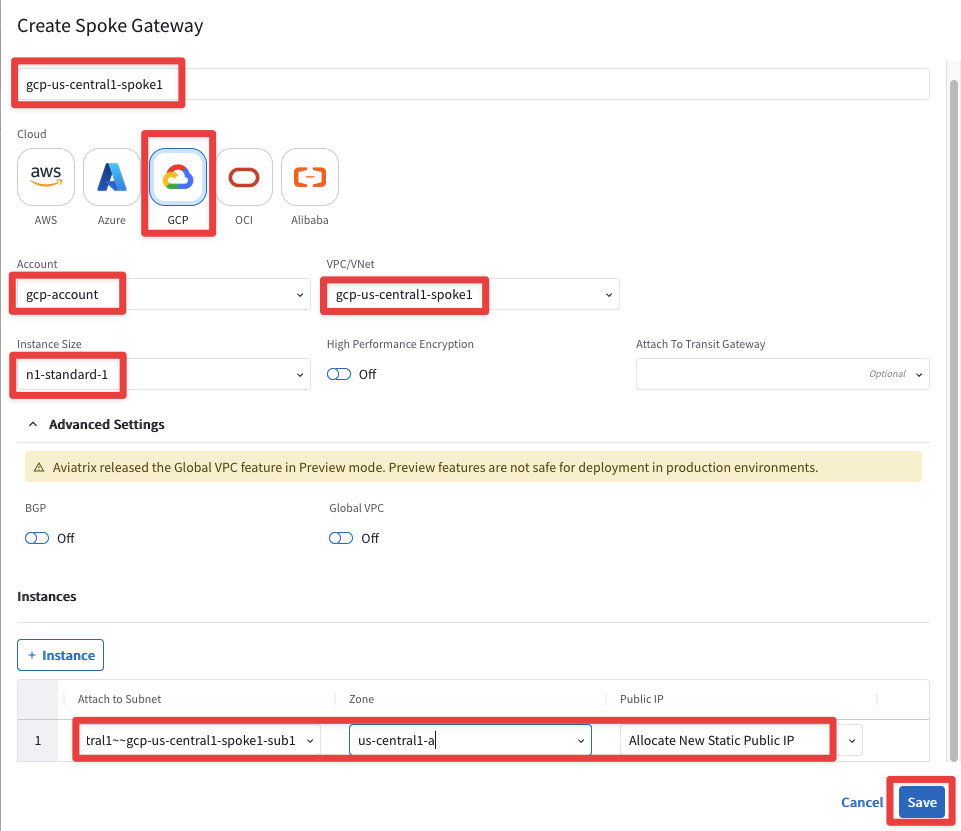 Create Spoke Gateway
gcp-us-central1-spoke1
Cloud
aws
AWS Azure GCP OCI Alibaba
Account VPC/VNet
gcp-account gcp-us-central1-spoke1
Instance Size High Performance Encryption Attach To Transit Gateway
n1-standard-1 Off Optional
Advanced Settings
Aviatrix released the Global VPC feature in Preview mode. Preview features are not safe for deployment in production environments.
BGP Global VPC
Off Off
Instances
+ Instance
Attach to Subnet Zone Public IP
1 tral1~~gcp-us-central1-spoke1-sub1 us-central1-a Allocate New Static Public IP
Cancel Save